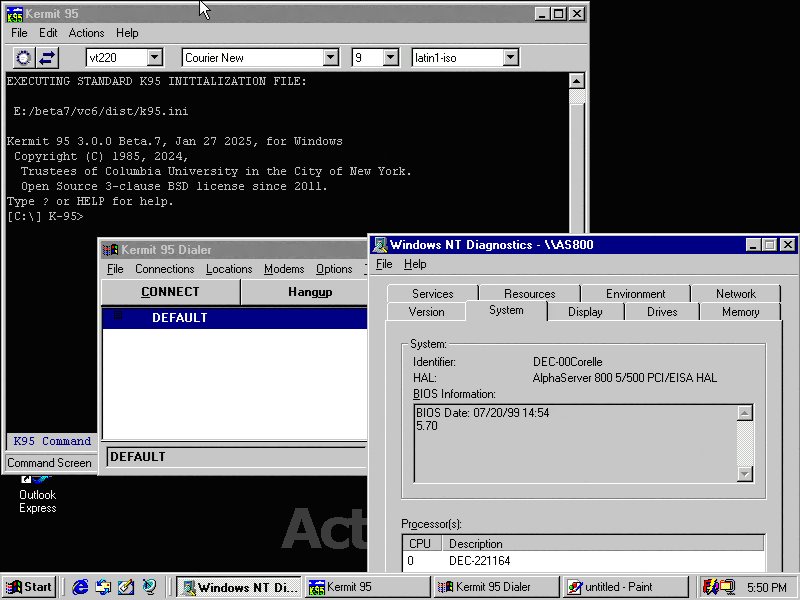 Kermit 95
File Edit Actions Help
vt220 Courier New 9 latin1-iso
EXECUTING STANDARD K95 INITIALIZATION FILE:
E:/beta7/vc6/dist/k95.ini
Kermit 95 3.0.0 Beta.7, Jan 27 2025, for Windows
Copyright (C) 1985, 2024,
Trustees of Columbia University in the City of New York.
Open Source 3-clause BSD license since 2011.
Type ? or HELP for help.
[C:\] K-95>
K95 Command
Command Screen
Kermit 95 Dialer
File Connections Locations Modems Options
CONNECT Hangup
DEFAULT
DEFAULT
Windows NT Diagnostics - \\AS800
File Help
Services Resources Environment Network
Version System Display Drives Memory
System:
Identifier: DEC-00Corelle
HAL: AlphaServer 800 5/500 PCI/EISA HAL
BIOS Information:
BIOS Date: 07/20/99 14:54
5.70
Processor(s):
CPU Description
0 DEC-221164
Outlook
Express
Act
Start Windows NT Di... Kermit 95 Kermit 95 Dialer untitled - Paint 5:50 PM